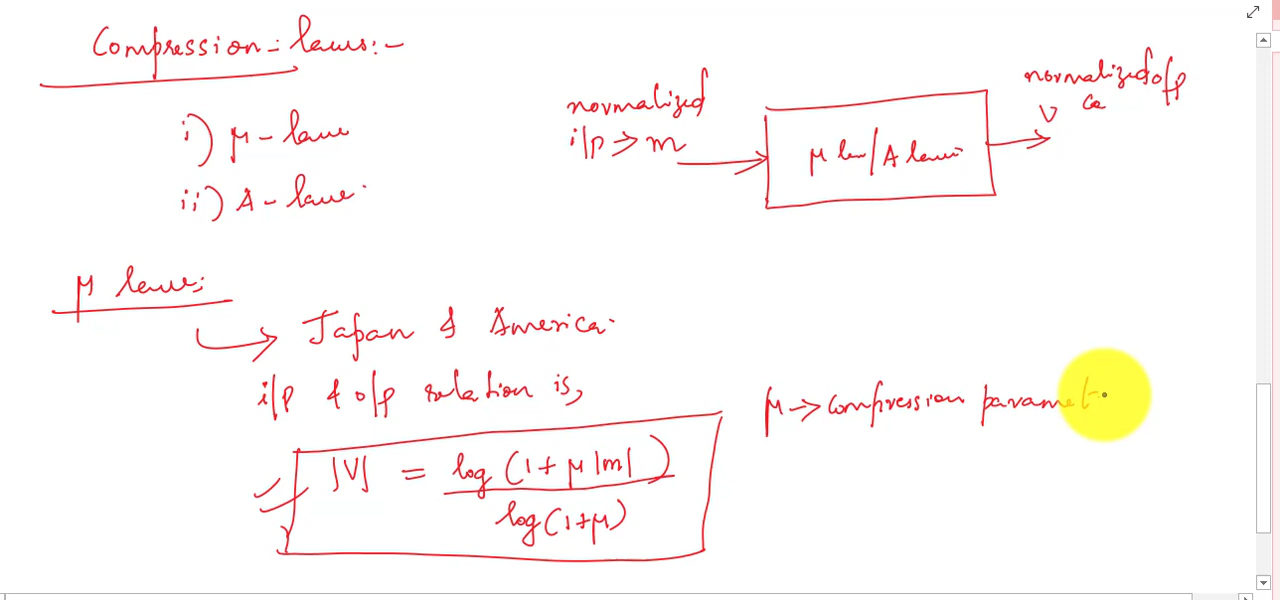 Compression - laws:-
i) μ - law
ii) A - law
normalized
i/p → m
μ law/A law
normalized o/p
V
μ law:
→ Japan & America.
i/p & o/p relation is,
|V| = log (1+ μ |m|) / log (1+μ)
μ → compression paramet